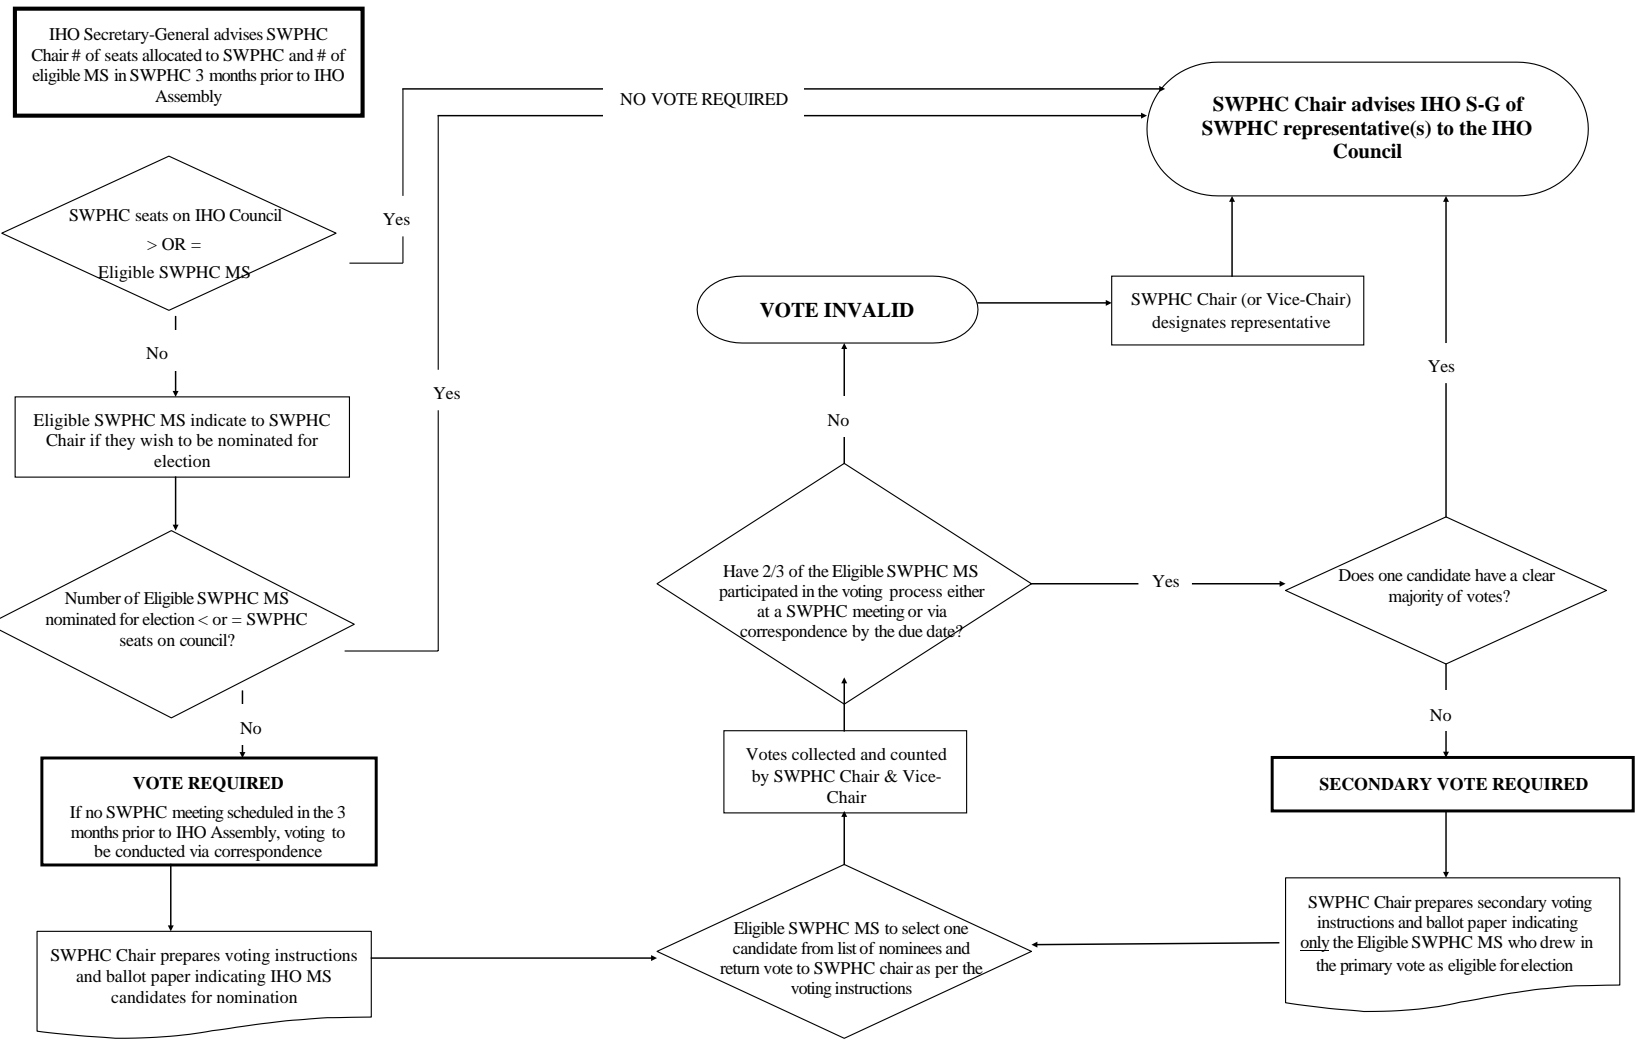 IHO Secretary-General advises SWPHC
Chair # of seats allocated to SWPHC and # of
eligible MS in SWPHC 3 months prior to IHO
Assembly
NO VOTE REQUIRED
SWPHC Chair advises IHO S-G of
SWPHC representative(s) to the IHO
Council
SWPHC seats on IHO Council
> OR =
Eligible SWPHC MS
Yes
No
Eligible SWPHC MS indicate to SWPHC
Chair if they wish to be nominated for
election
Yes
Number of Eligible SWPHC MS
nominated for election < or = SWPHC
seats on council?
No
VOTE REQUIRED
If no SWPHC meeting scheduled in the 3
months prior to IHO Assembly, voting to
be conducted via correspondence
SWPHC Chair prepares voting instructions
and ballot paper indicating IHO MS
candidates for nomination
Eligible SWPHC MS to select one
candidate from list of nominees and
return vote to SWPHC chair as per the
voting instructions
Votes collected and counted
by SWPHC Chair & Vice-
Chair
Have 2/3 of the Eligible SWPHC MS
participated in the voting process either
at a SWPHC meeting or via
correspondence by the due date?
No
VOTE INVALID
SWPHC Chair (or Vice-Chair)
designates representative
Yes
Does one candidate have a clear
majority of votes?
Yes
No
SECONDARY VOTE REQUIRED
SWPHC Chair prepares secondary voting
instructions and ballot paper indicating
only the Eligible SWPHC MS who drew in
the primary vote as eligible for election